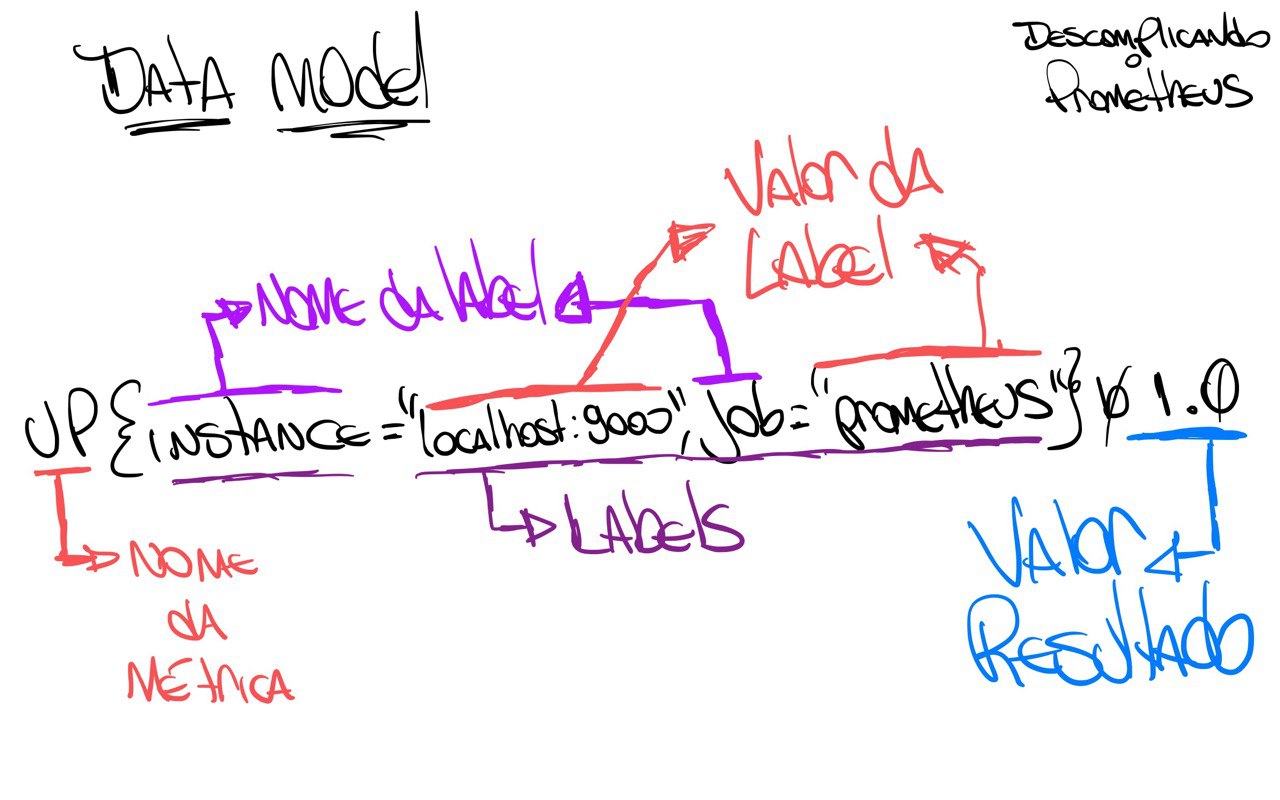 Data Model
Descomplicando
o
Prometheus
Valor da
Label
Nome da label
UP{instance="localhost:9000",job="prometheus"} 1.0
Labels
Nome
da
Métrica
Valor
Resultado